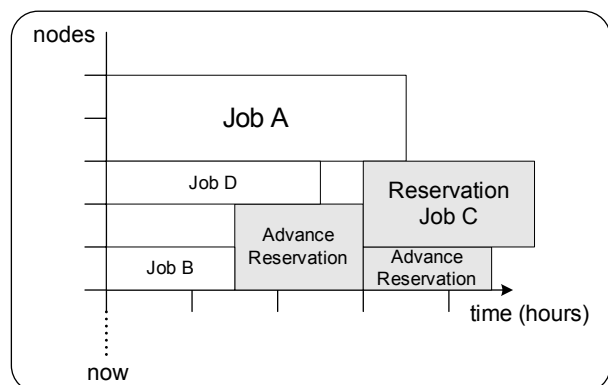 nodes
Job A
Job D
Reservation
Job C
Advance
Reservation
Job B
Advance
Reservation
time (hours)
now